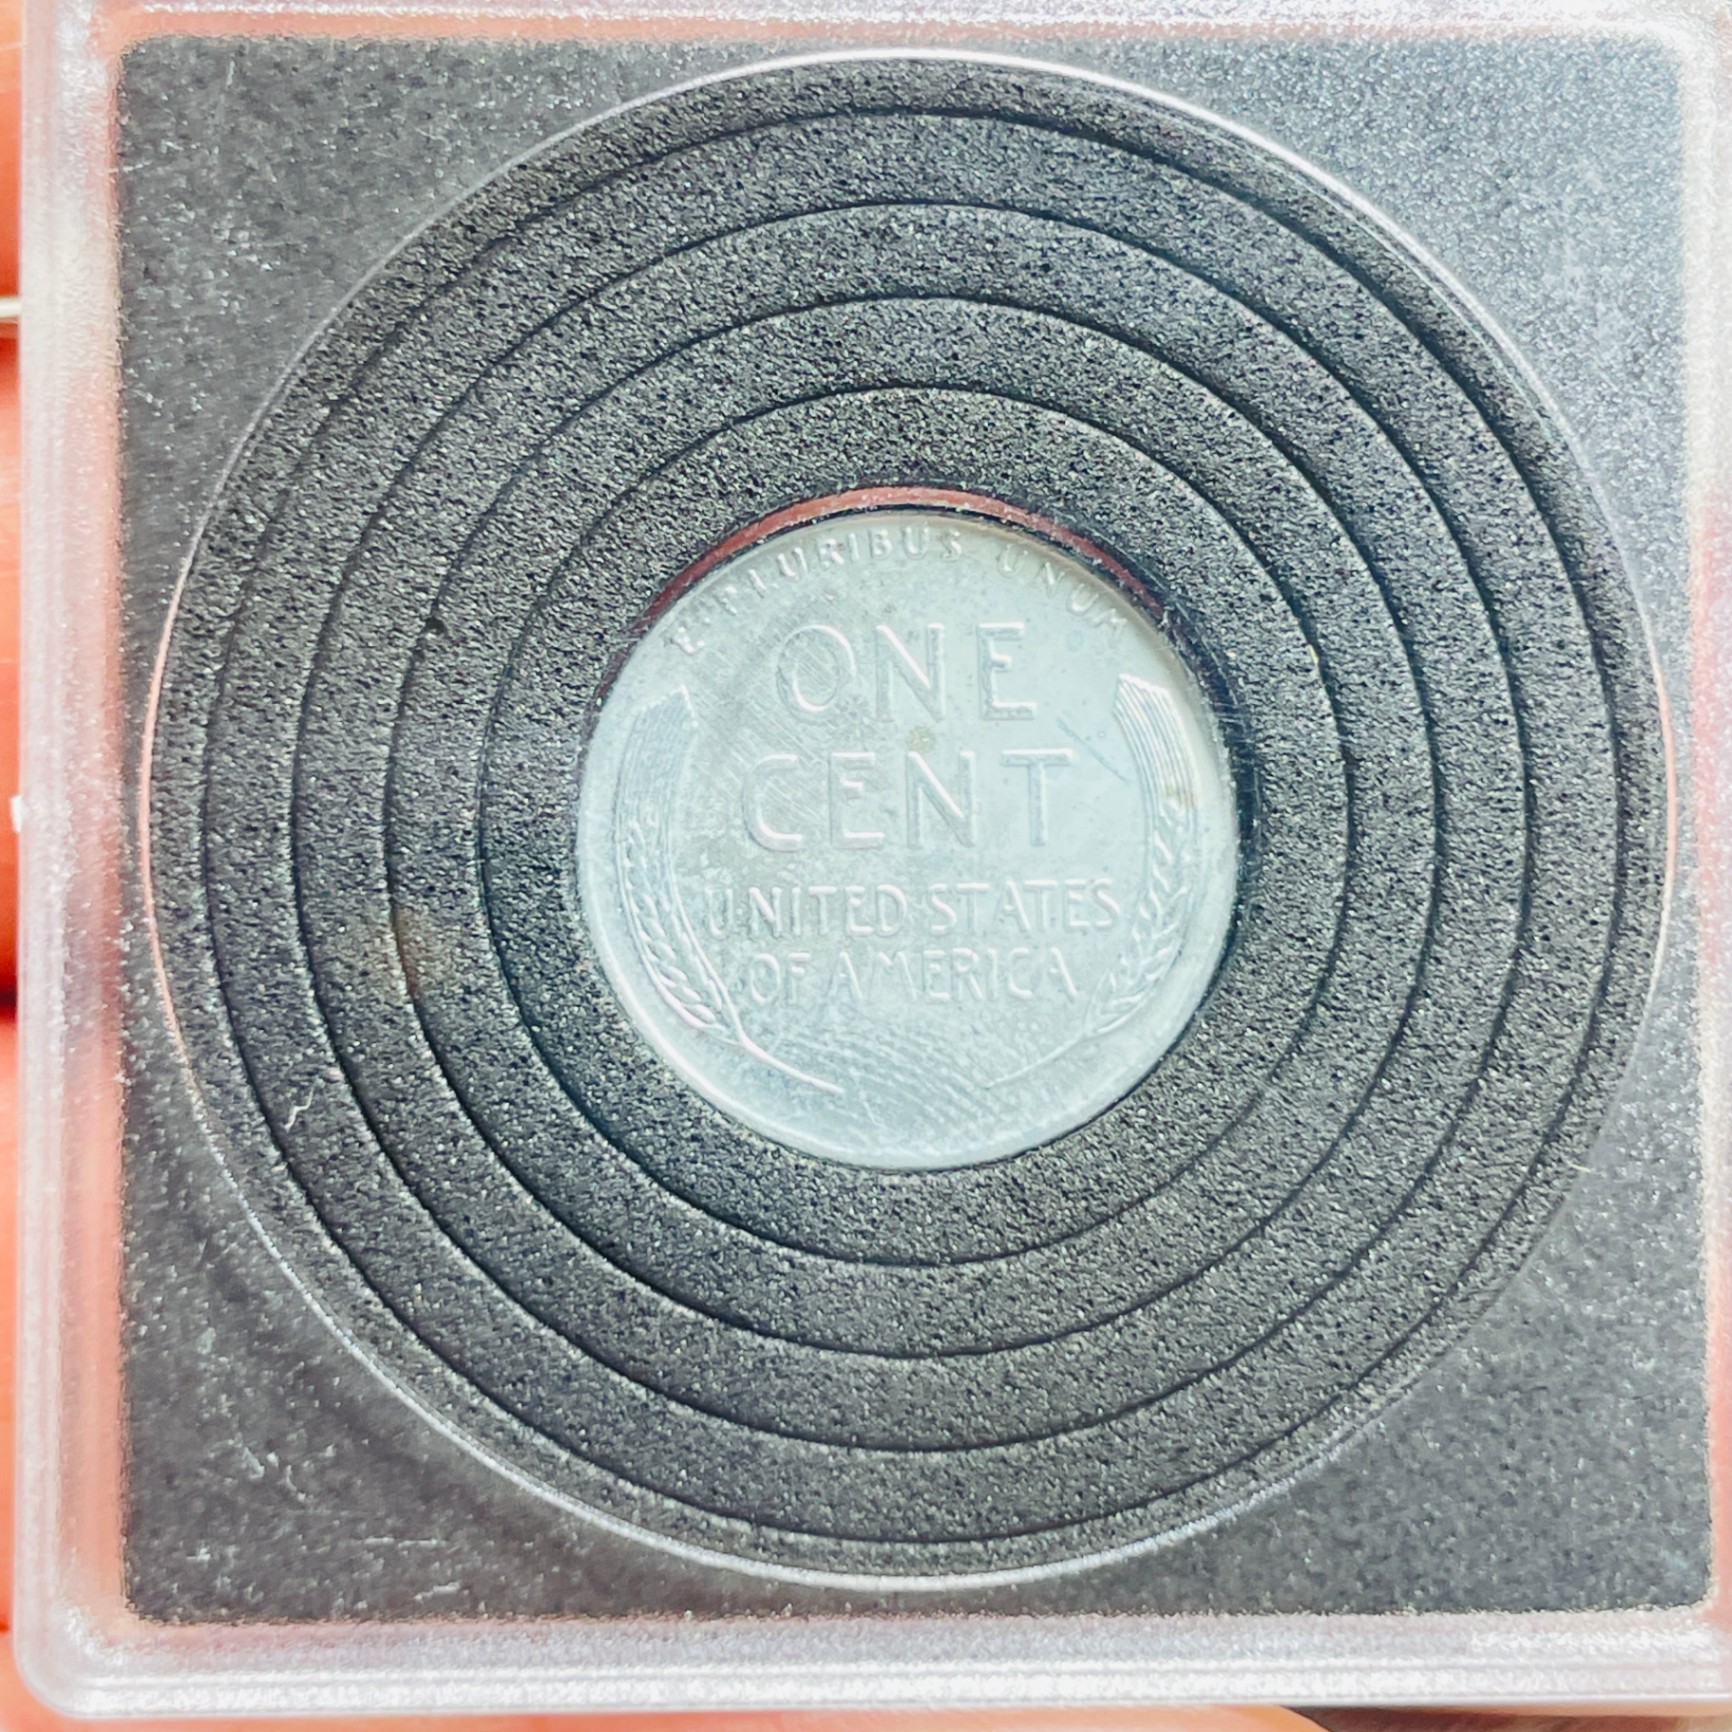 E·PLURIBUS·UNUM
ONE
CENT
UNITED·STATES
OF AMERICA